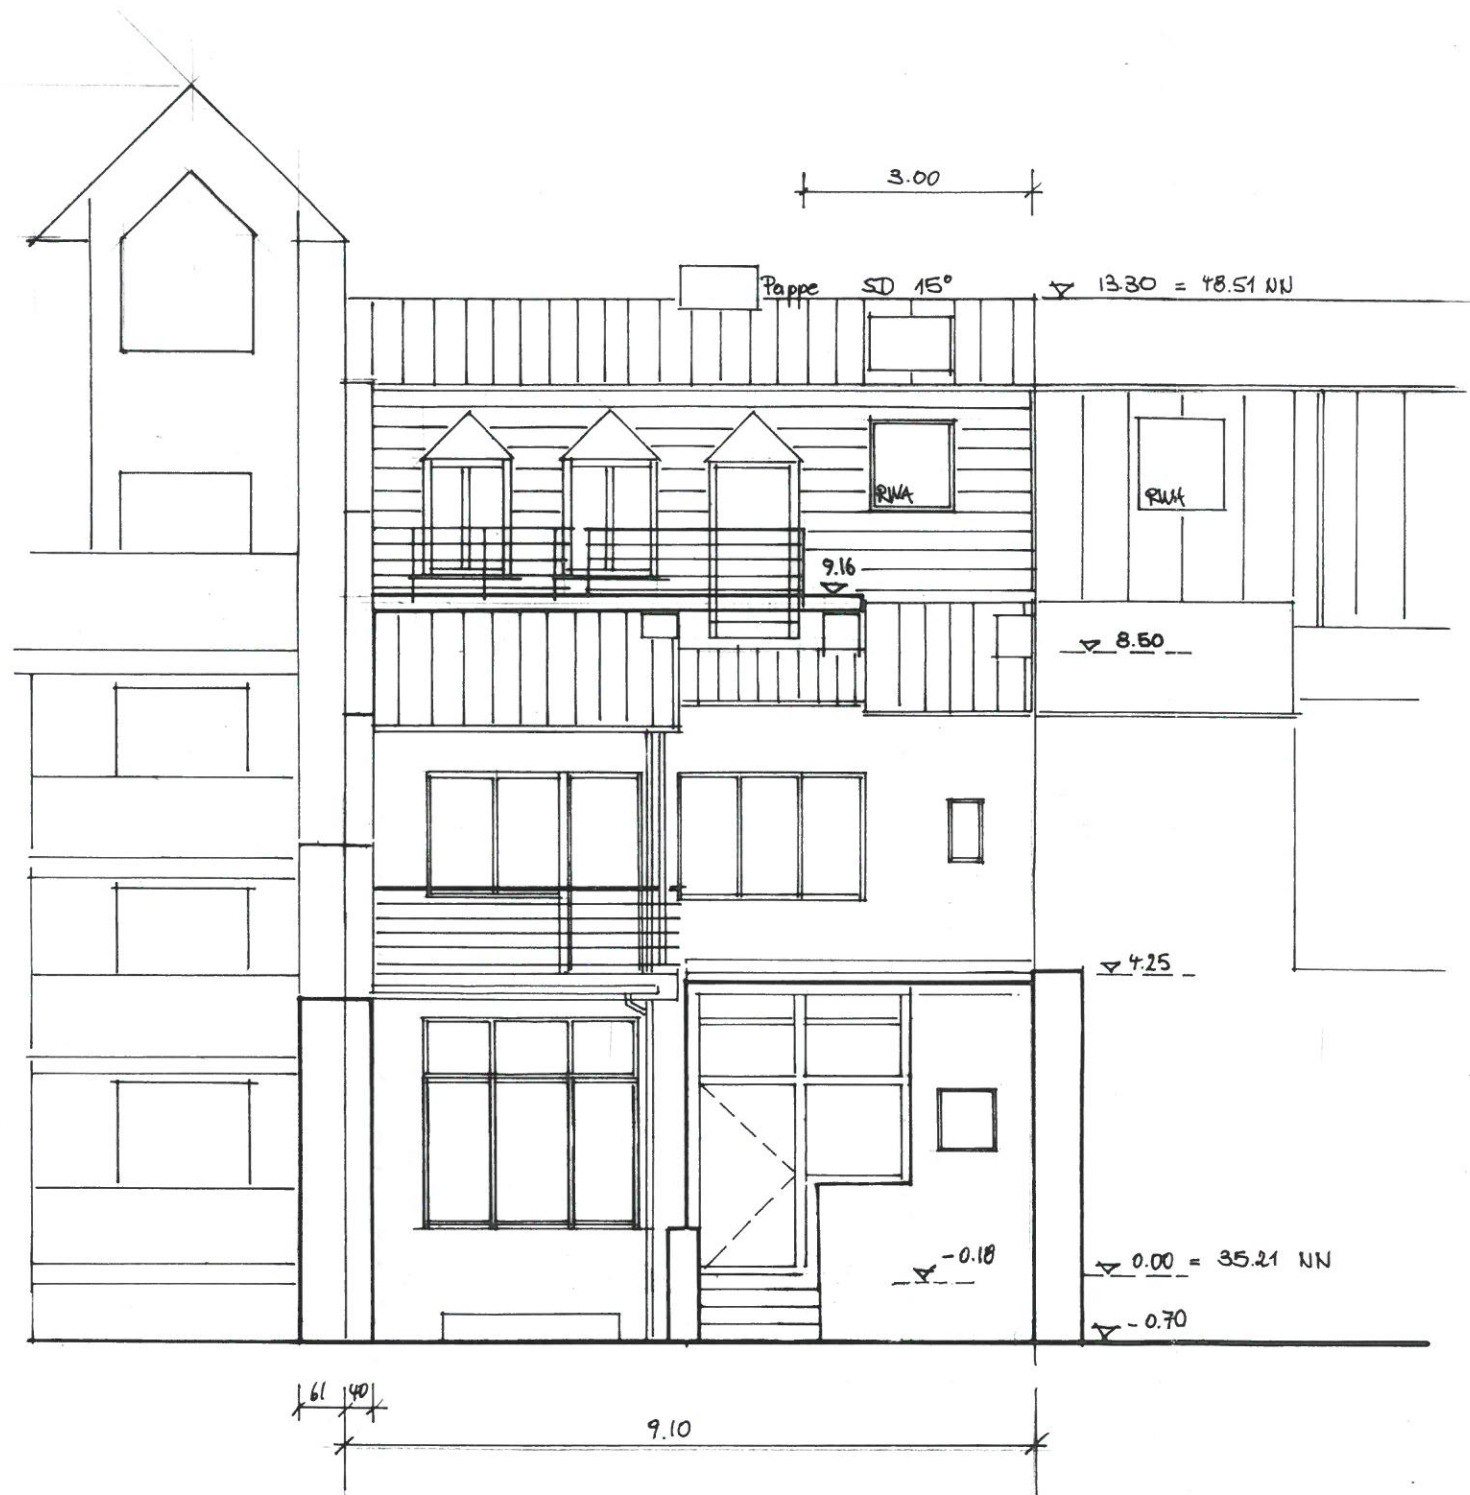 3.00
Pappe SD 15° 13.30 = 48.51 NN
RWA RWA
9.16
8.50
4.25
-0.18
0.00 = 35.21 NN
-0.70
61 40
9.10